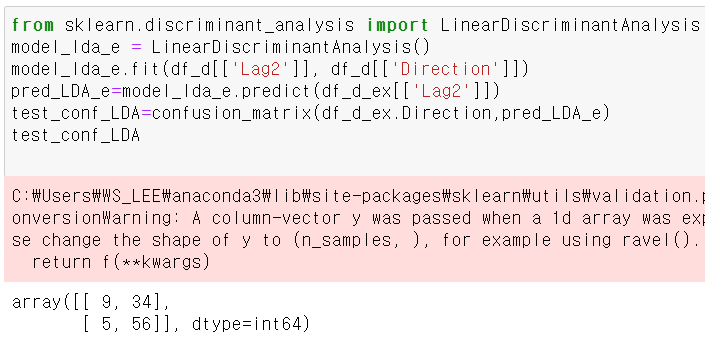 from sklearn.discriminant_analysis import LinearDiscriminantAnalysis
model_lda_e = LinearDiscriminantAnalysis()
model_lda_e.fit(df_d[['Lag2']], df_d[['Direction']])
pred_LDA_e=model_lda_e.predict(df_d_ex[['Lag2']])
test_conf_LDA=confusion_matrix(df_d_ex.Direction,pred_LDA_e)
test_conf_LDA
C:₩Users₩WS_LEE₩anaconda3₩lib₩site-packages₩sklearn₩utils₩validation.p
onversionWarning: A column-vector y was passed when a 1d array was exp
se change the shape of y to (n_samples, ), for example using ravel().
return f(**kwargs)
array([[ 9, 34],
[ 5, 56]], dtype=int64)